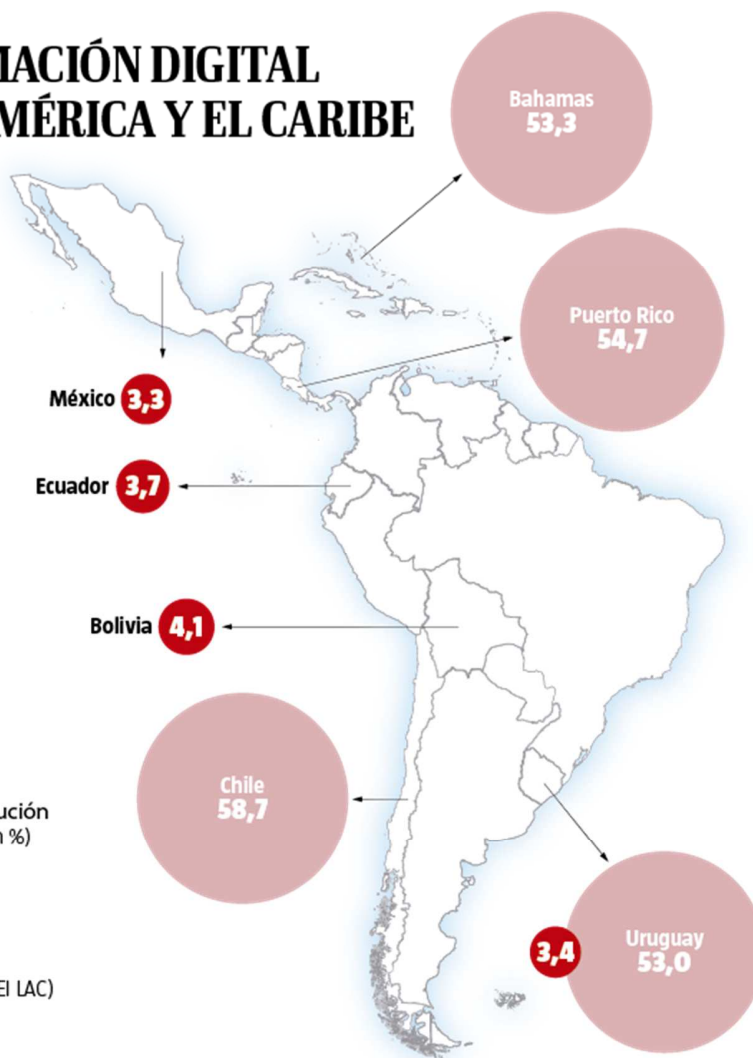 MACIÓN DIGITAL
MÉRICA Y EL CARIBE
Bahamas
53,3
Puerto Rico
54,7
México 3,3
Ecuador 3,7
Bolivia 4,1
Chile
58,7
ución
%)
3,4
Uruguay
53,0
EI LAC)